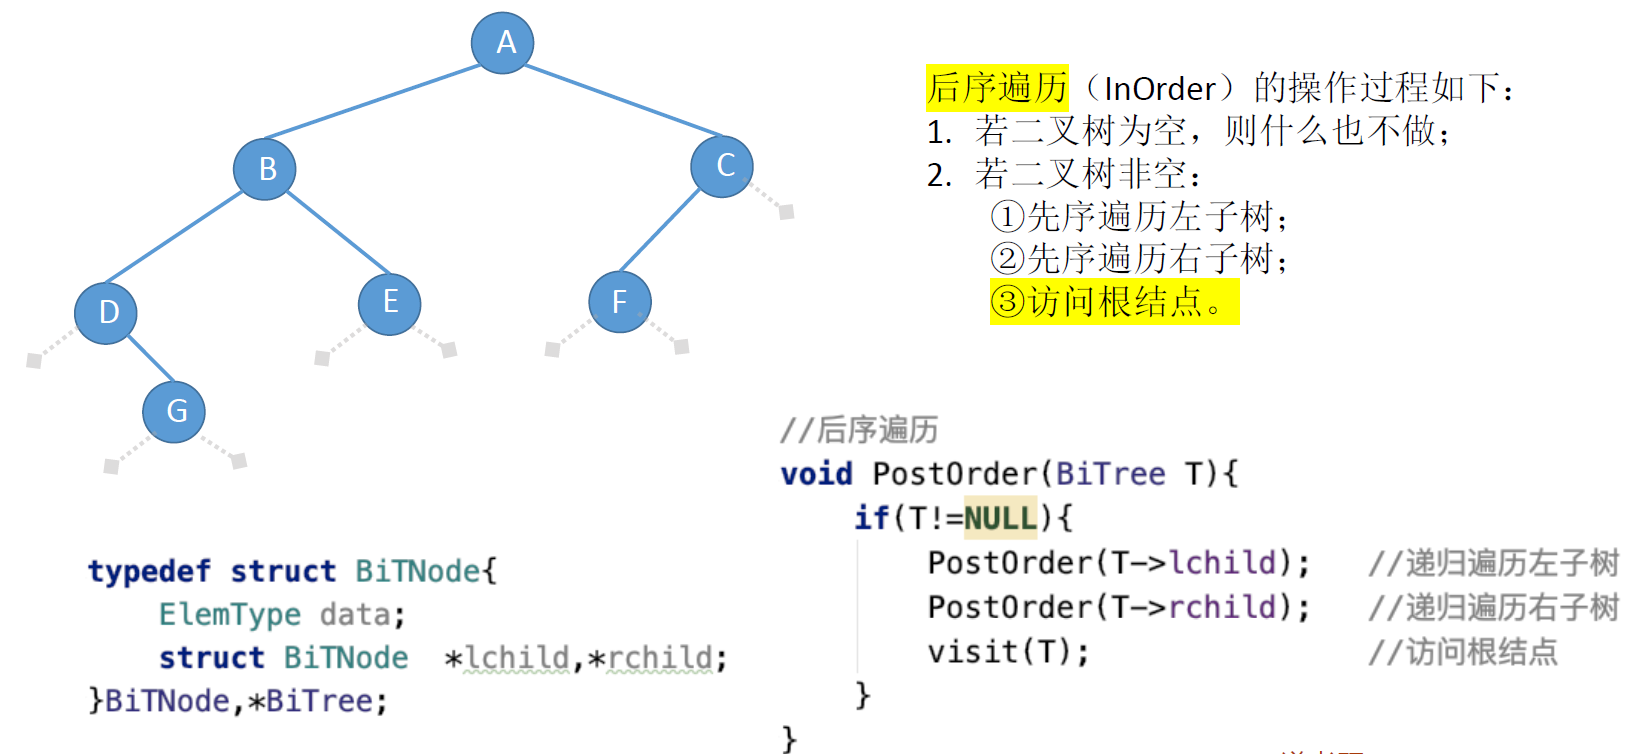 A
B
C
D
E
F
G
后序遍历（InOrder）的操作过程如下：
1. 若二叉树为空，则什么也不做；
2. 若二叉树非空：
①先序遍历左子树；
②先序遍历右子树；
③访问根结点。
typedef struct BiTNode{
ElemType data;
struct BiTNode *lchild,*rchild;
}BiTNode,*BiTree;
//后序遍历
void PostOrder(BiTree T){
if(T!=NULL){
PostOrder(T->lchild); //递归遍历左子树
PostOrder(T->rchild); //递归遍历右子树
visit(T); //访问根结点
}
}